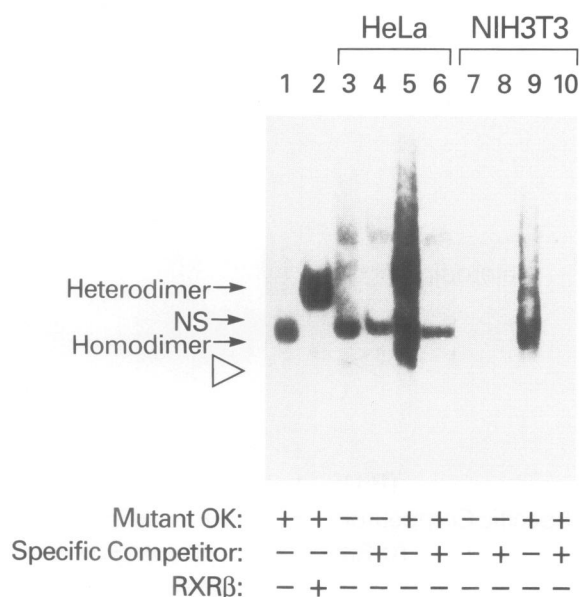 HeLa NIH3T3
1 2 3 4 5 6 7 8 9 10
Heterodimer→
NS→
Homodimer→
Mutant OK: + + − − + + − − + +
Specific Competitor: − − − + − + − + − +
RXRβ: − + − − − − − − − −